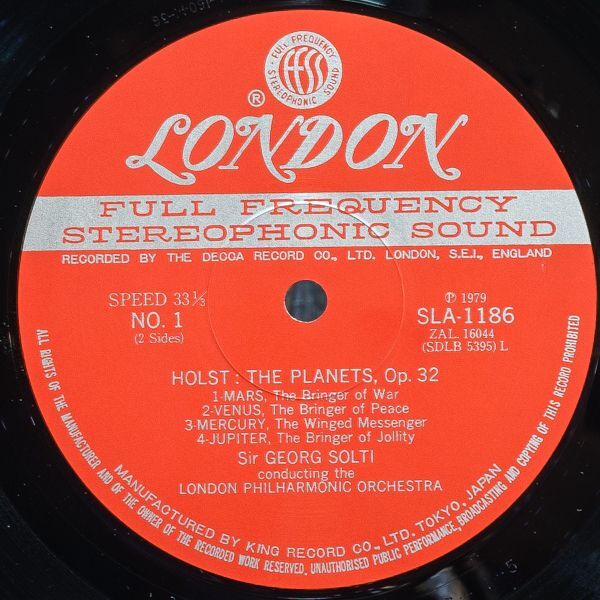 FULL FREQUENCY
ffss
STEREOPHONIC SOUND
®
LONDON
FULL FREQUENCY
STEREOPHONIC SOUND
RECORDED BY THE DECCA RECORD CO., LTD. LONDON, S.E.I., ENGLAND
SPEED 33⅓
NO. 1
(2 Sides)
℗ 1979
SLA-1186
ZAL. 16044
(SDLB 5395) L
HOLST : THE PLANETS, Op. 32
1-MARS, The Bringer of War
2-VENUS, The Bringer of Peace
3-MERCURY, The Winged Messenger
4-JUPITER, The Bringer of Jollity
Sir GEORG SOLTI
conducting the
LONDON PHILHARMONIC ORCHESTRA
MANUFACTURED BY KING RECORD CO., LTD. TOKYO, JAPAN
ALL RIGHTS OF THE MANUFACTURER AND OF THE OWNER OF THE RECORDED WORK RESERVED. UNAUTHORISED PUBLIC PERFORMANCE, BROADCASTING AND COPYING OF THIS RECORD PROHIBITED